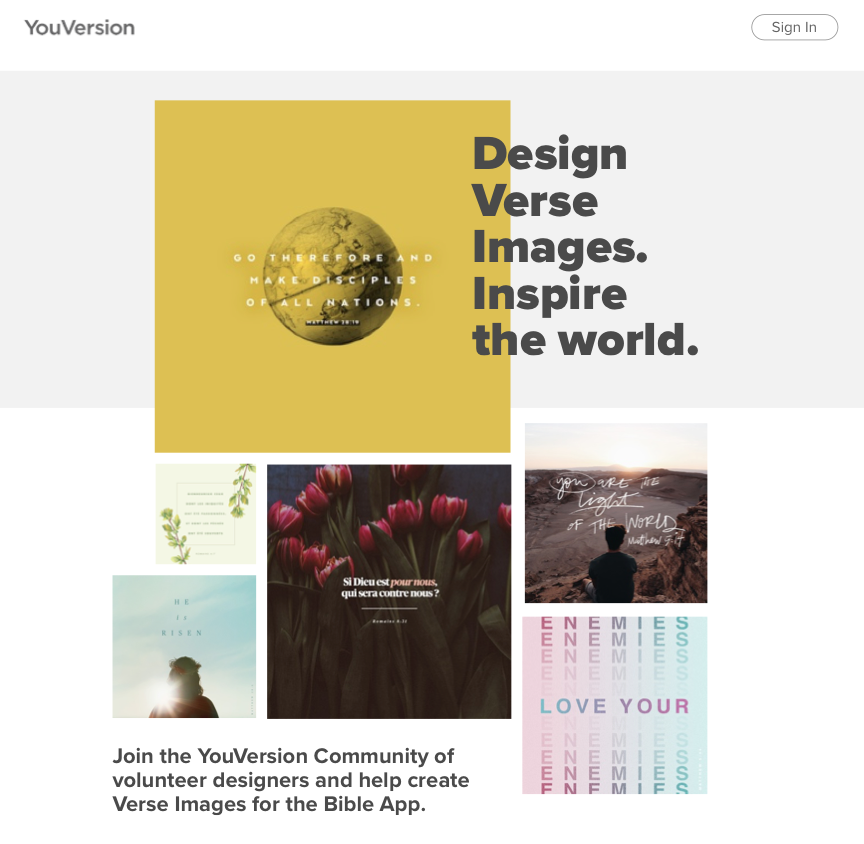 YouVersion
Sign In
Design
Verse
Images.
Inspire
the world.
GO THEREFORE AND
MAKE DISCIPLES
OF ALL NATIONS.
MATTHEW 28:19
you are the
light
of the World
Matthew 5:14
Si Dieu est pour nous,
qui sera contre nous ?
Romains 8:31
HE
is
RISEN
ENEMIES
ENEMIES
ENEMIES
ENEMIES
LOVE YOUR
ENEMIES
ENEMIES
ENEMIES
ENEMIES
Join the YouVersion Community of
volunteer designers and help create
Verse Images for the Bible App.